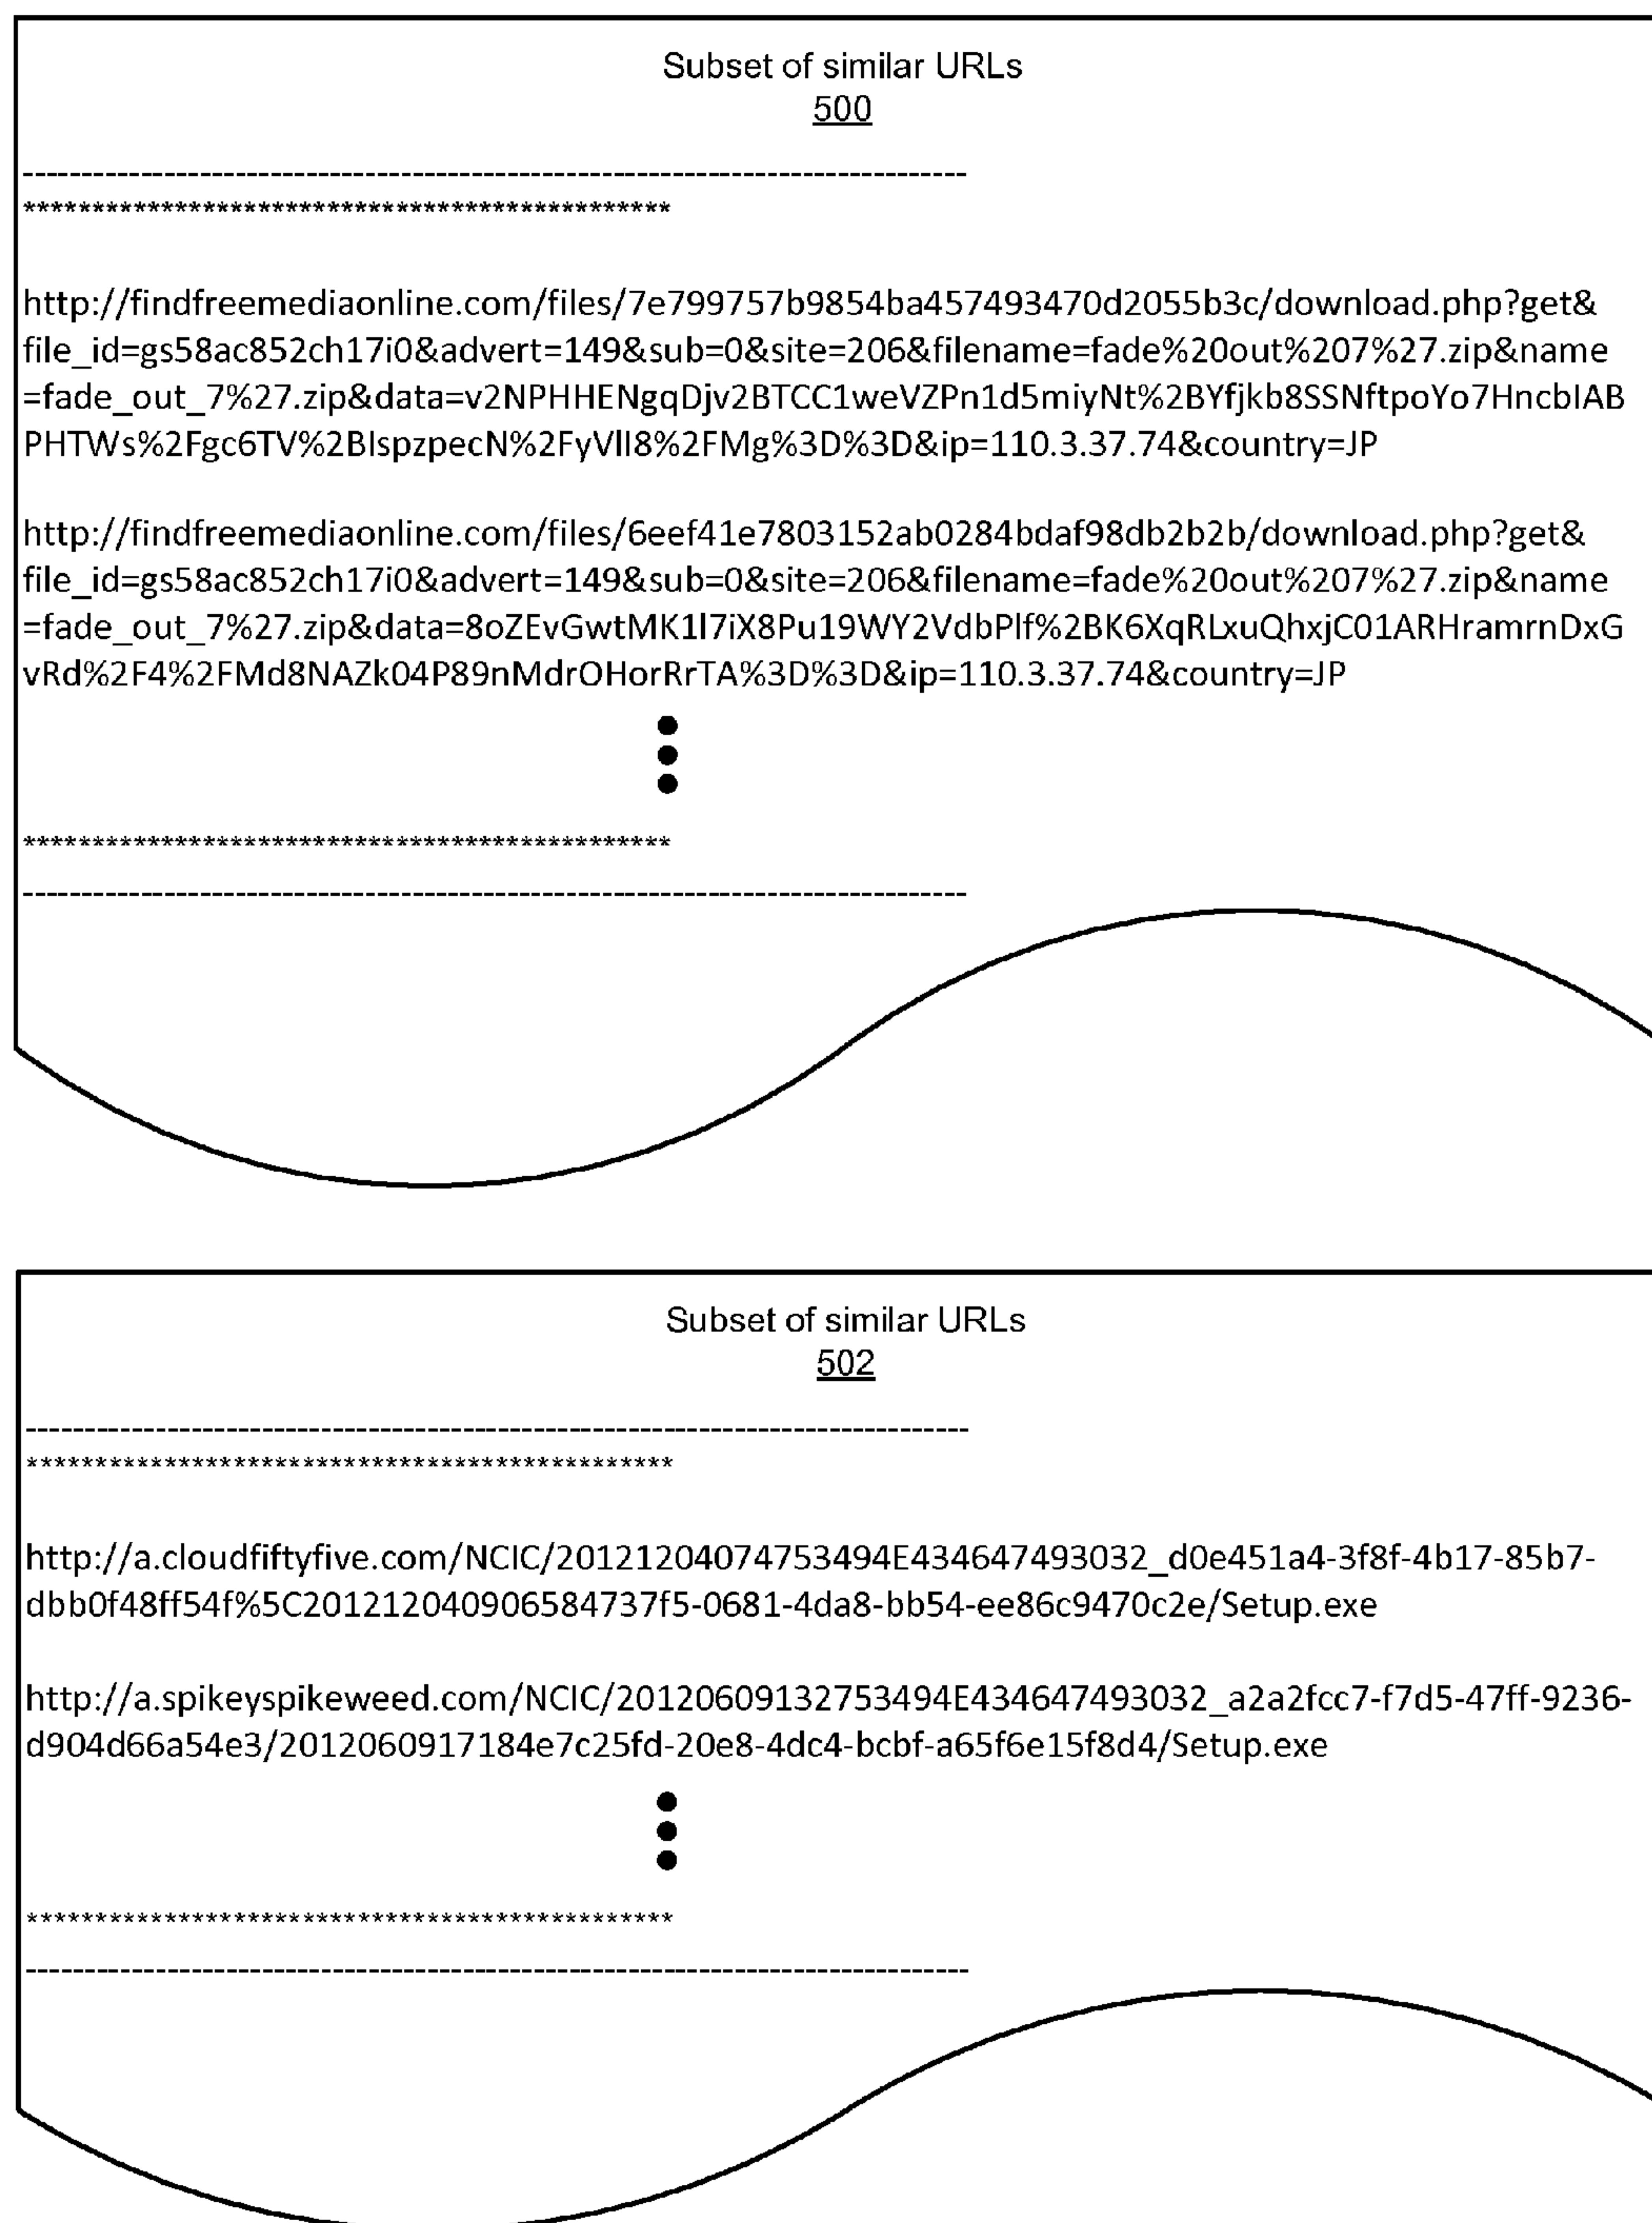 Subset of similar URLs
500
--------------------------------------------------------------------------------
***********************************************
http://findfreemediaonline.com/files/7e799757b9854ba457493470d2055b3c/download.php?get&
file_id=gs58ac852ch17i0&advert=149&sub=0&site=206&filename=fade%20out%207%27.zip&name
=fade_out_7%27.zip&data=v2NPHHENgqDjv2BTCC1weVZPn1d5miyNt%2BYfjkb8SSNftpoYo7HncbIAB
PHTWs%2Fgc6TV%2BIspzpecN%2FyVlI8%2FMg%3D%3D&ip=110.3.37.74&country=JP
http://findfreemediaonline.com/files/6eef41e7803152ab0284bdaf98db2b2b/download.php?get&
file_id=gs58ac852ch17i0&advert=149&sub=0&site=206&filename=fade%20out%207%27.zip&name
=fade_out_7%27.zip&data=8oZEvGwtMK1l7iX8Pu19WY2VdbPlf%2BK6XqRLxuQhxjC01ARHramrnDxG
vRd%2F4%2FMd8NAZk04P89nMdrOHorRrTA%3D%3D&ip=110.3.37.74&country=JP
***********************************************
--------------------------------------------------------------------------------
Subset of similar URLs
502
--------------------------------------------------------------------------------
***********************************************
http://a.cloudfiftyfive.com/NCIC/20121204074753494E434647493032_d0e451a4-3f8f-4b17-85b7-
dbb0f48ff54f%5C201212040906584737f5-0681-4da8-bb54-ee86c9470c2e/Setup.exe
http://a.spikeyspikeweed.com/NCIC/20120609132753494E434647493032_a2a2fcc7-f7d5-47ff-9236-
d904d66a54e3/2012060917184e7c25fd-20e8-4dc4-bcbf-a65f6e15f8d4/Setup.exe
***********************************************
--------------------------------------------------------------------------------